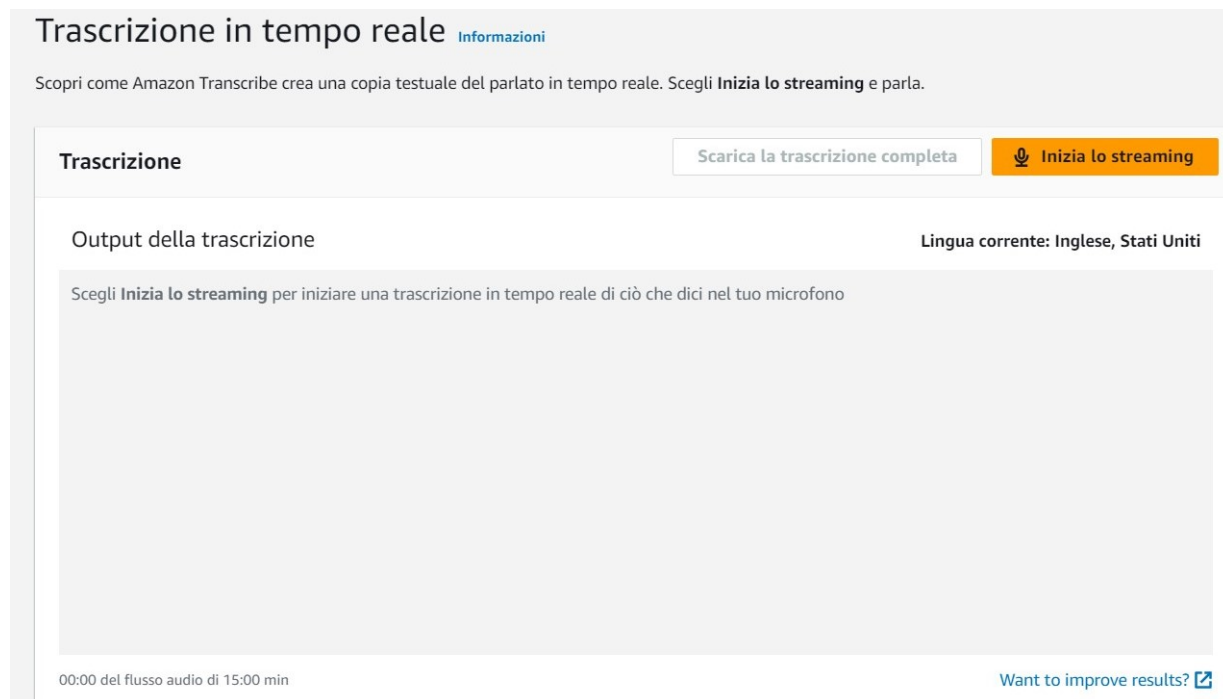 Trascrizione in tempo reale Informazioni
Scopri come Amazon Transcribe crea una copia testuale del parlato in tempo reale. Scegli Inizia lo streaming e parla.
Trascrizione
Scarica la trascrizione completa
Inizia lo streaming
Output della trascrizione
Lingua corrente: Inglese, Stati Uniti
Scegli Inizia lo streaming per iniziare una trascrizione in tempo reale di ciò che dici nel tuo microfono
00:00 del flusso audio di 15:00 min
Want to improve results?